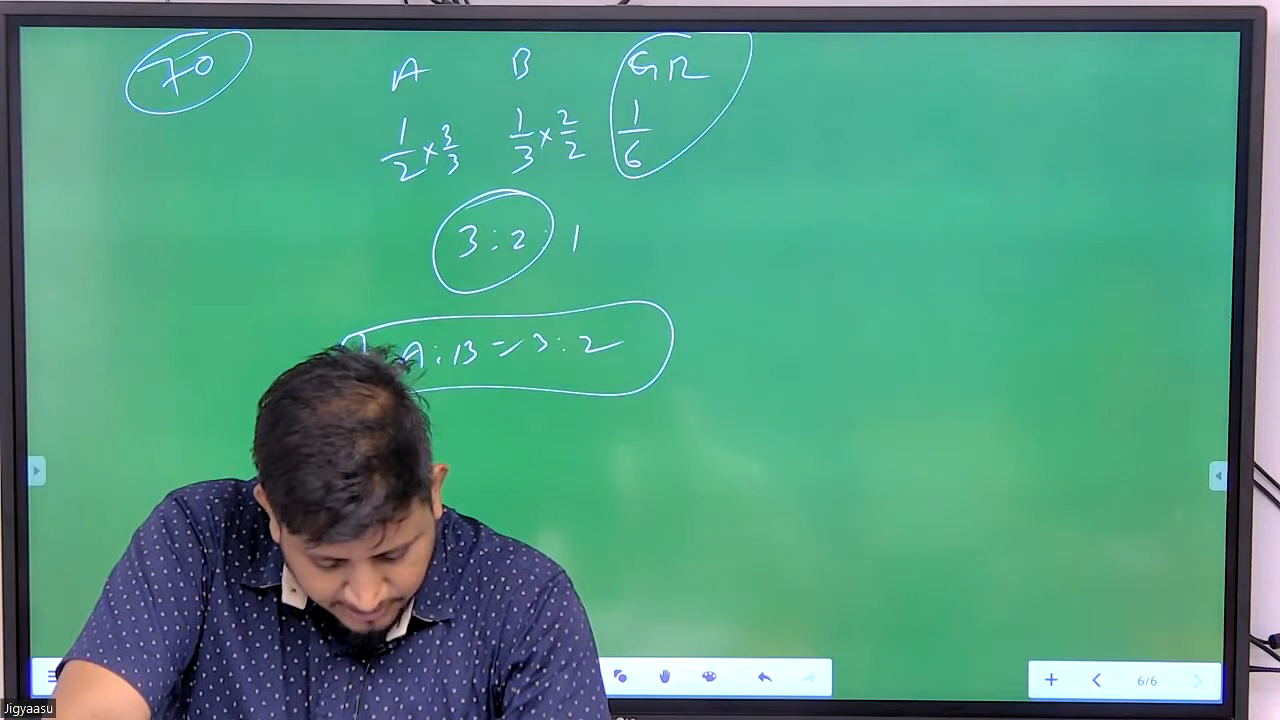 70
A B GR
1/2 × 3/3 1/3 × 2/2 1/6
3 : 2 : 1
A : B = 3 : 2
6/6
Jigyaasu